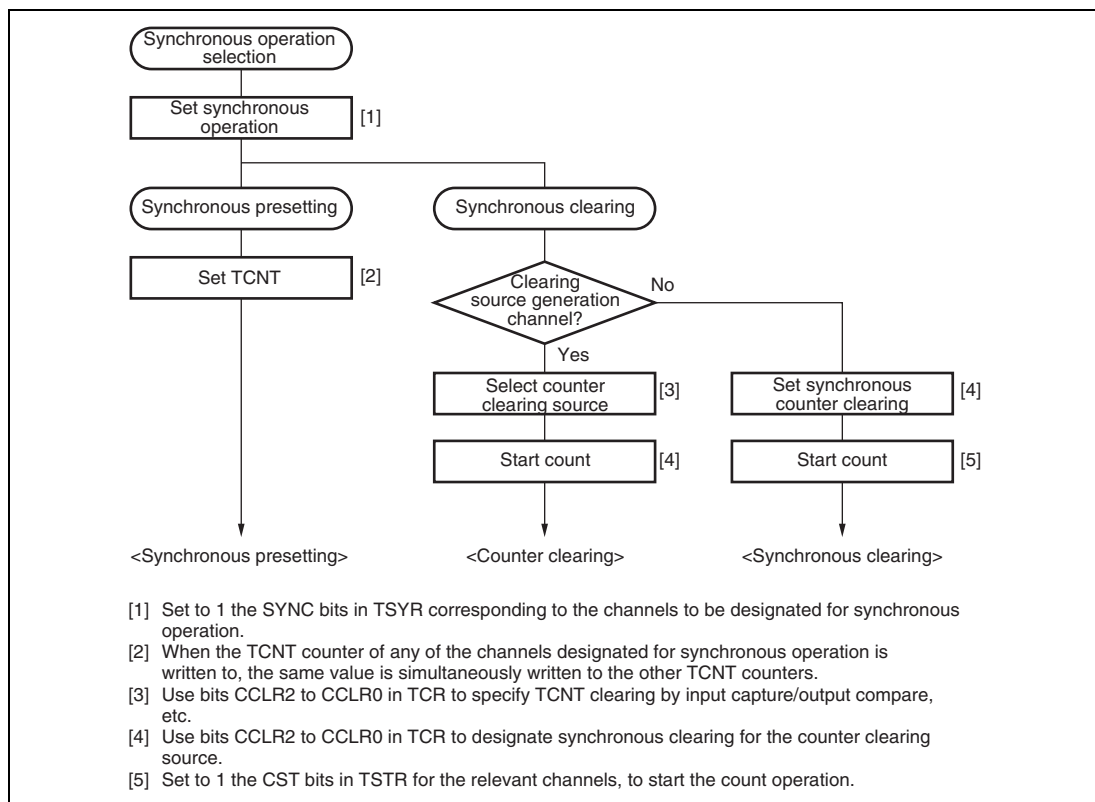 Synchronous operation
selection
Set synchronous
operation
[1]
Synchronous presetting
Synchronous clearing
Set TCNT
[2]
Clearing
source generation
channel?
No
Yes
Select counter
clearing source
[3]
Set synchronous
counter clearing
[4]
Start count
[4]
Start count
[5]
<Synchronous presetting>
<Counter clearing>
<Synchronous clearing>
[1] Set to 1 the SYNC bits in TSYR corresponding to the channels to be designated for synchronous
operation.
[2] When the TCNT counter of any of the channels designated for synchronous operation is
written to, the same value is simultaneously written to the other TCNT counters.
[3] Use bits CCLR2 to CCLR0 in TCR to specify TCNT clearing by input capture/output compare,
etc.
[4] Use bits CCLR2 to CCLR0 in TCR to designate synchronous clearing for the counter clearing
source.
[5] Set to 1 the CST bits in TSTR for the relevant channels, to start the count operation.